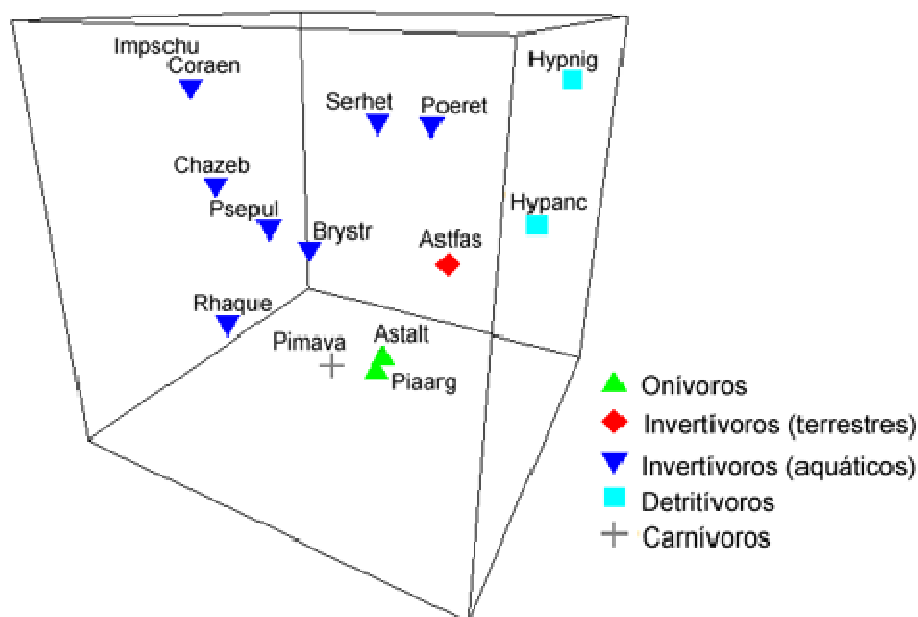 Impschu
Coraen
Hypnig
Serhet
Poeret
Chazeb
Psepul
Hypanc
Brystr
Astfas
Rhaque
Pimava
Astalt
Piaarg
Onívoros
Invertívoros (terrestres)
Invertívoros (aquáticos)
Detritívoros
Carnívoros